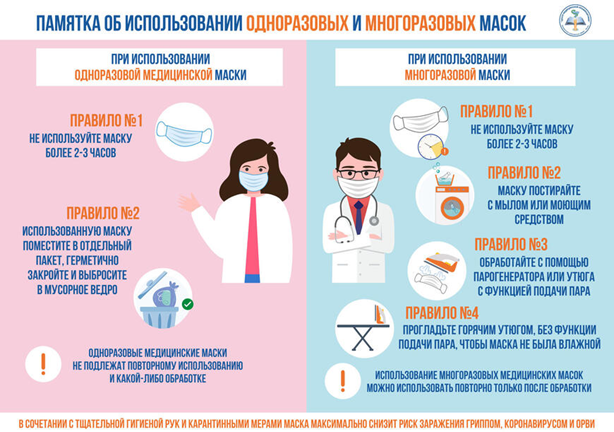 ПАМЯТКА ОБ ИСПОЛЬЗОВАНИИ ОДНОРАЗОВЫХ И МНОГОРАЗОВЫХ МАСОК
ПРИ ИСПОЛЬЗОВАНИИ
ОДНОРАЗОВОЙ МЕДИЦИНСКОЙ МАСКИ
ПРАВИЛО №1
НЕ ИСПОЛЬЗУЙТЕ МАСКУ
БОЛЕЕ 2-3 ЧАСОВ
ПРАВИЛО №2
ИСПОЛЬЗОВАННУЮ МАСКУ
ПОМЕСТИТЕ В ОТДЕЛЬНЫЙ
ПАКЕТ, ГЕРМЕТИЧНО
ЗАКРОЙТЕ И ВЫБРОСИТЕ
В МУСОРНОЕ ВЕДРО
!
ОДНОРАЗОВЫЕ МЕДИЦИНСКИЕ МАСКИ
НЕ ПОДЛЕЖАТ ПОВТОРНОМУ ИСПОЛЬЗОВАНИЮ
И КАКОЙ-ЛИБО ОБРАБОТКЕ
ПРИ ИСПОЛЬЗОВАНИИ
МНОГОРАЗОВОЙ МАСКИ
ПРАВИЛО №1
НЕ ИСПОЛЬЗУЙТЕ МАСКУ
БОЛЕЕ 2-3 ЧАСОВ
ПРАВИЛО №2
МАСКУ ПОСТИРАЙТЕ
С МЫЛОМ ИЛИ МОЮЩИМ
СРЕДСТВОМ
ПРАВИЛО №3
ОБРАБОТАЙТЕ С ПОМОЩЬЮ
ПАРОГЕНЕРАТОРА ИЛИ УТЮГА
С ФУНКЦИЕЙ ПОДАЧИ ПАРА
ПРАВИЛО №4
ПРОГЛАДЬТЕ ГОРЯЧИМ УТЮГОМ, БЕЗ ФУНКЦИИ
ПОДАЧИ ПАРА, ЧТОБЫ МАСКА НЕ БЫЛА ВЛАЖНОЙ
!
ИСПОЛЬЗОВАНИЕ МНОГОРАЗОВЫХ МЕДИЦИНСКИХ МАСОК
МОЖНО ИСПОЛЬЗОВАТЬ ПОВТОРНО ТОЛЬКО ПОСЛЕ ОБРАБОТКИ
В СОЧЕТАНИИ С ТЩАТЕЛЬНОЙ ГИГИЕНОЙ РУК И КАРАНТИННЫМИ МЕРАМИ МАСКА МАКСИМАЛЬНО СНИЗИТ РИСК ЗАРАЖЕНИЯ ГРИППОМ, КОРОНАВИРУСОМ И ОРВИ